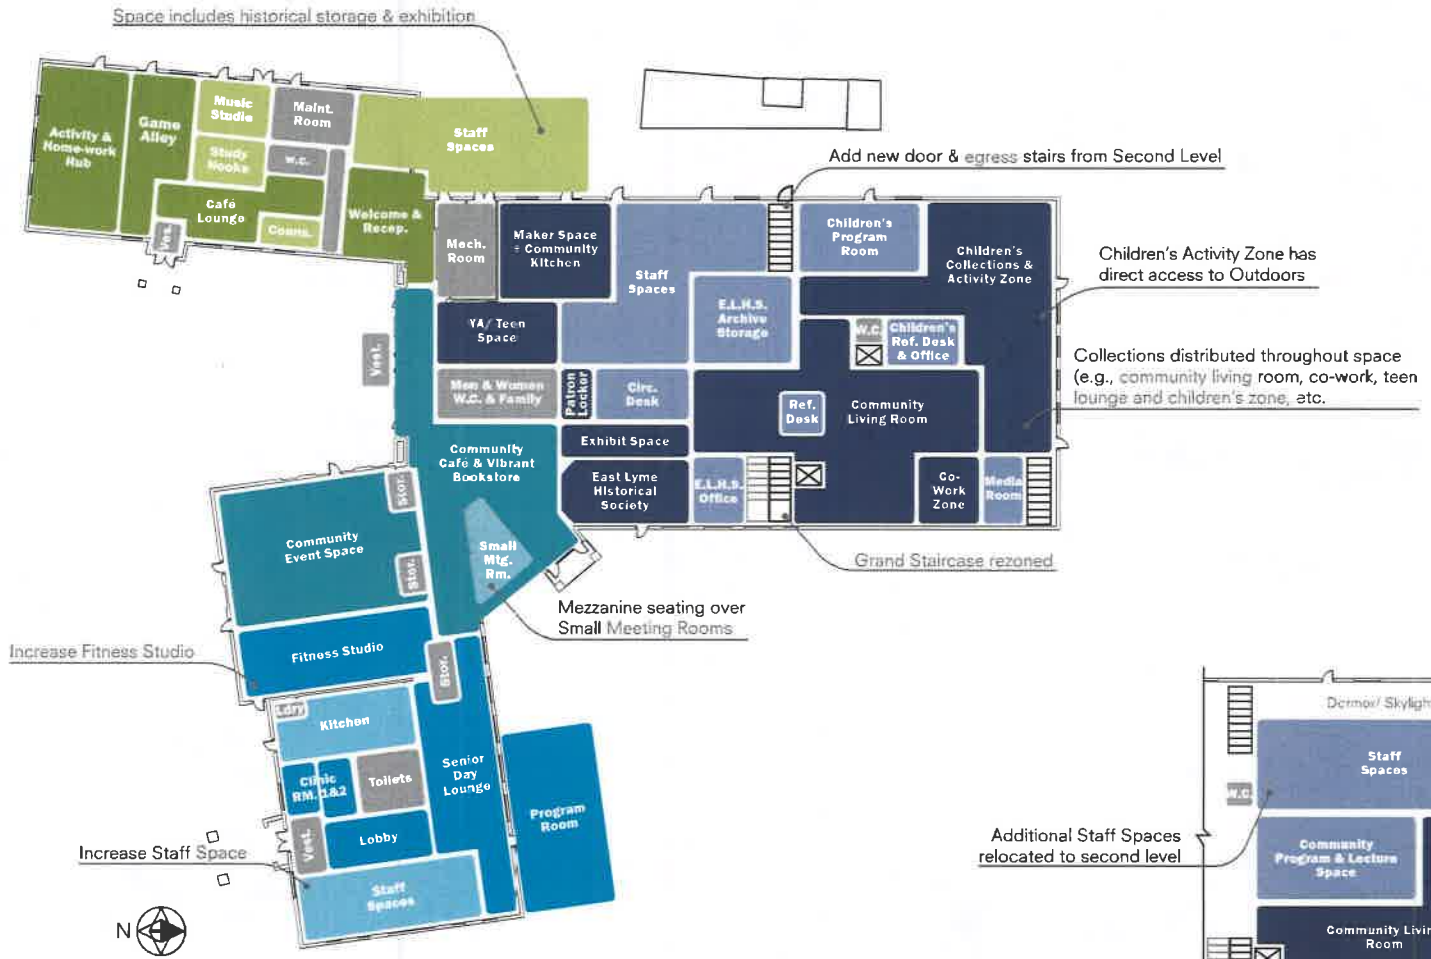 Space includes historical storage & exhibition
Activity &
Home-work
Hub
Game
Alley
Music
Studio
Maint.
Room
Study
Nooks
W.C.
Café
Lounge
Couns.
Ves.
Welcome &
Recep.
Staff
Spaces
Add new door & egress stairs from Second Level
Mech.
Room
Maker Space
+ Community
Kitchen
Staff
Spaces
Children's
Program
Room
Children's
Collections &
Activity Zone
Children's Activity Zone has
direct access to Outdoors
E.L.H.S.
Archive
Storage
YA/ Teen
Space
W.C.
Children's
Ref. Desk
& Office
Vest.
Collections distributed throughout space
(e.g., community living room, co-work, teen
lounge and children's zone, etc.
Men & Women
W.C. & Family
Patron
Locker
Circ.
Desk
Ref.
Desk
Community
Living Room
Exhibit Space
Community
Café & Vibrant
Bookstore
East Lyme
Historical
Society
E.L.H.S.
Office
Co-
Work
Zone
Media
Room
Stor.
Community
Event Space
Stor.
Small
Mtg.
Rm.
Grand Staircase rezoned
Mezzanine seating over
Small Meeting Rooms
Increase Fitness Studio
Fitness Studio
Stor.
Ldry
Kitchen
Clinic
RM. 1&2
Toilets
Senior
Day
Lounge
Program
Room
Vest.
Lobby
Increase Staff Space
Staff
Spaces
N
Dormer/ Skyligh
Staff
Spaces
W.C.
Additional Staff Spaces
relocated to second level
Community
Program & Lecture
Space
Community Livin
Room